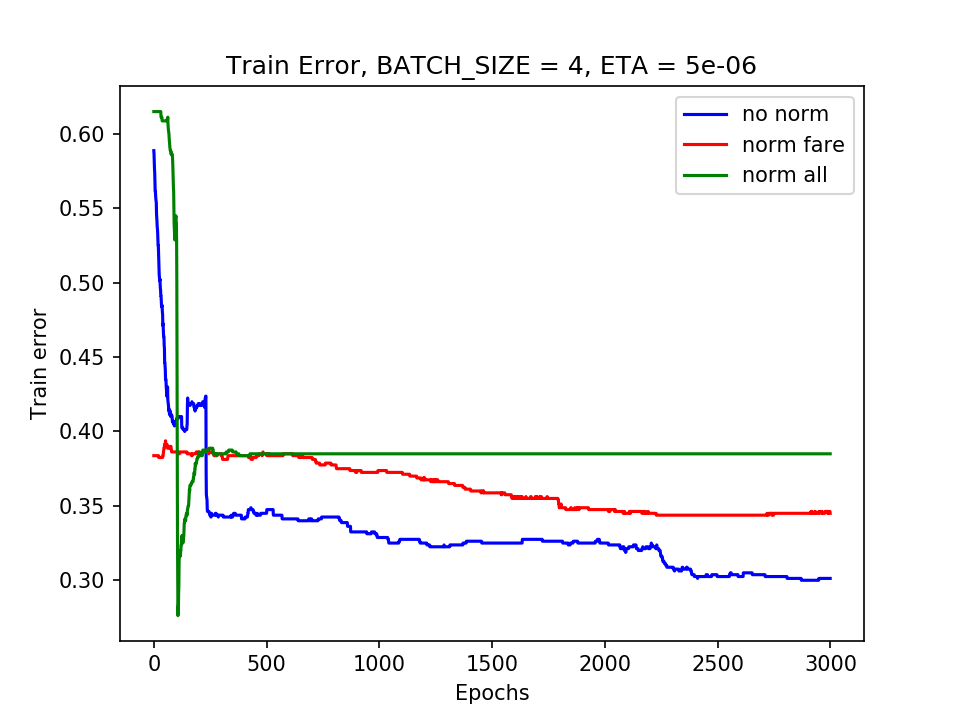 Train Error, BATCH_SIZE = 4, ETA = 5e-06
no norm
norm fare
norm all
0.60
0.55
0.50
0.45
0.40
0.35
0.30
Train error
0
500
1000
1500
2000
2500
3000
Epochs